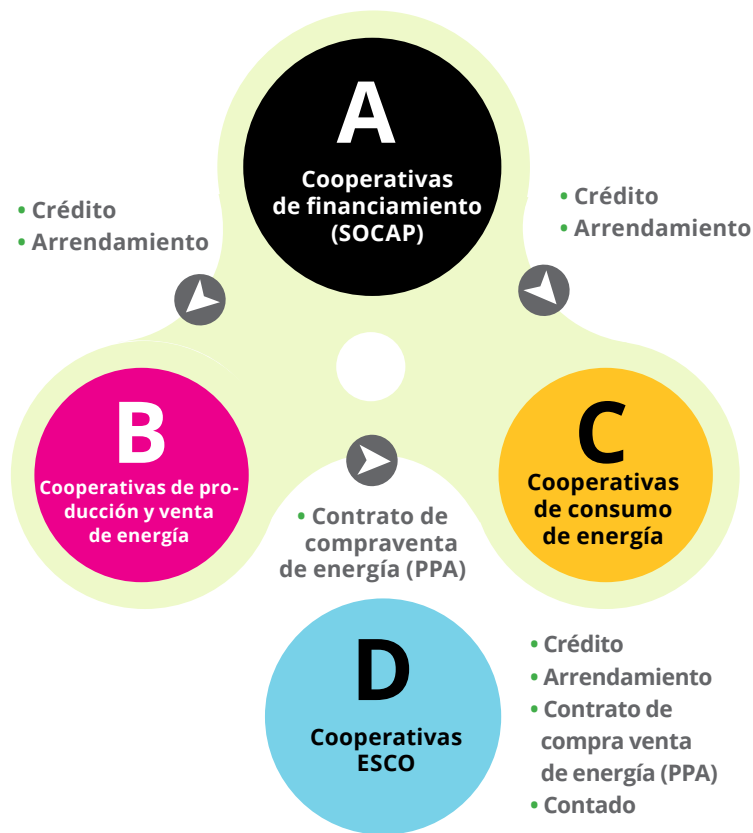 A
Cooperativas
de financiamiento
(SOCAP)
• Crédito
• Arrendamiento
• Crédito
• Arrendamiento
B
Cooperativas de pro-
ducción y venta
de energía
C
Cooperativas
de consumo
de energía
• Contrato de
compraventa
de energía (PPA)
D
Cooperativas
ESCO
• Crédito
• Arrendamiento
• Contrato de
compra venta
de energía (PPA)
• Contado